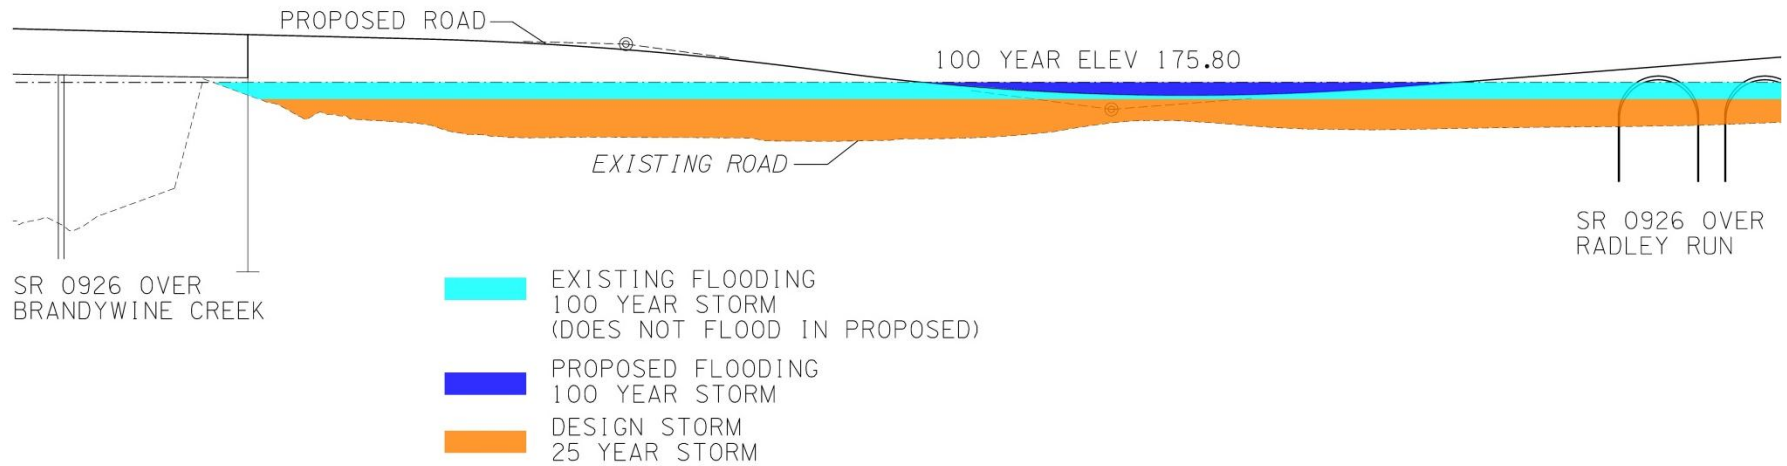 PROPOSED ROAD
100 YEAR ELEV 175.80
EXISTING ROAD
SR 0926 OVER
RADLEY RUN
SR 0926 OVER
BRANDYWINE CREEK
EXISTING FLOODING
100 YEAR STORM
(DOES NOT FLOOD IN PROPOSED)
PROPOSED FLOODING
100 YEAR STORM
DESIGN STORM
25 YEAR STORM